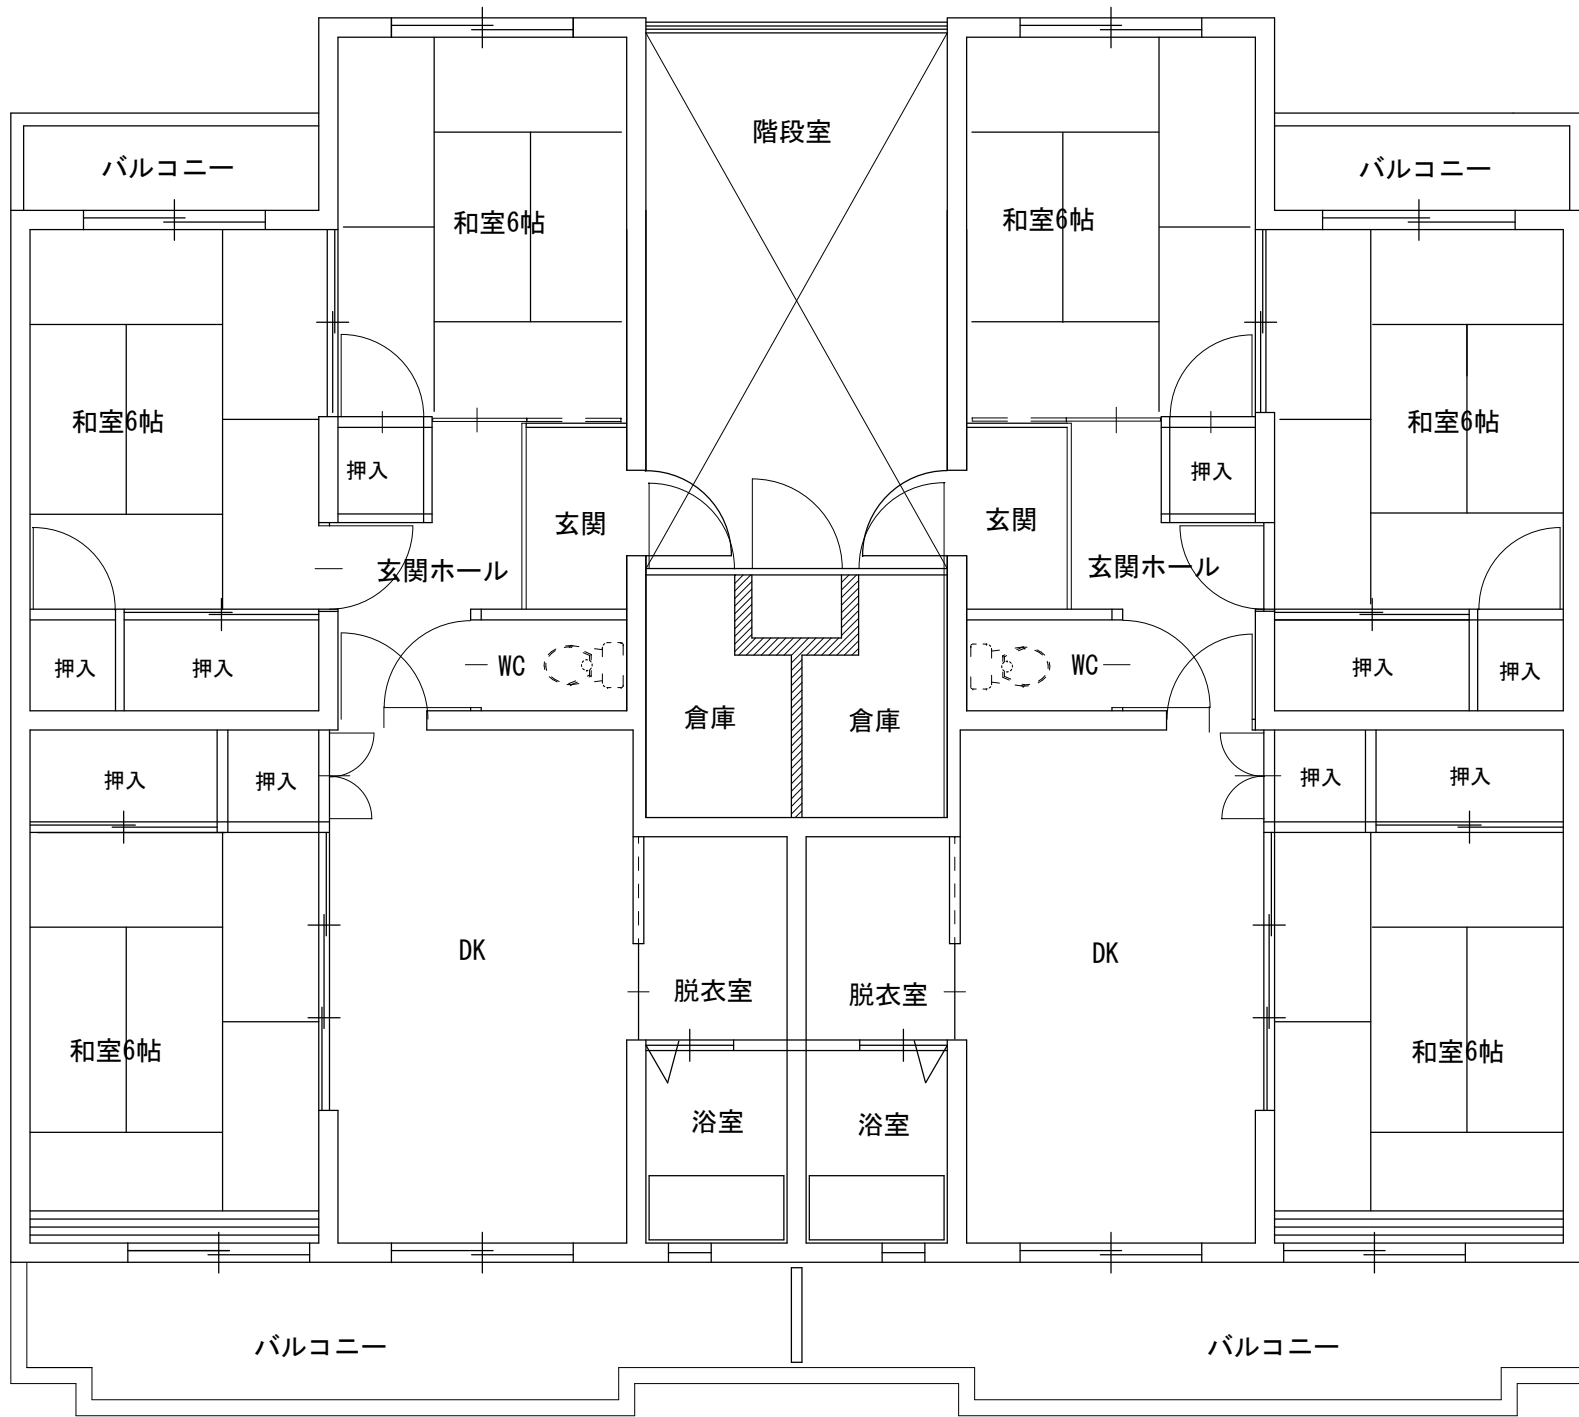 階段室
バルコニー
バルコニー
和室6帖
和室6帖
和室6帖
和室6帖
押入
押入
玄関
玄関
玄関ホール
玄関ホール
押入
押入
WC
WC
押入
押入
倉庫
倉庫
押入
押入
押入
押入
DK
DK
脱衣室
脱衣室
和室6帖
和室6帖
浴室
浴室
バルコニー
バルコニー